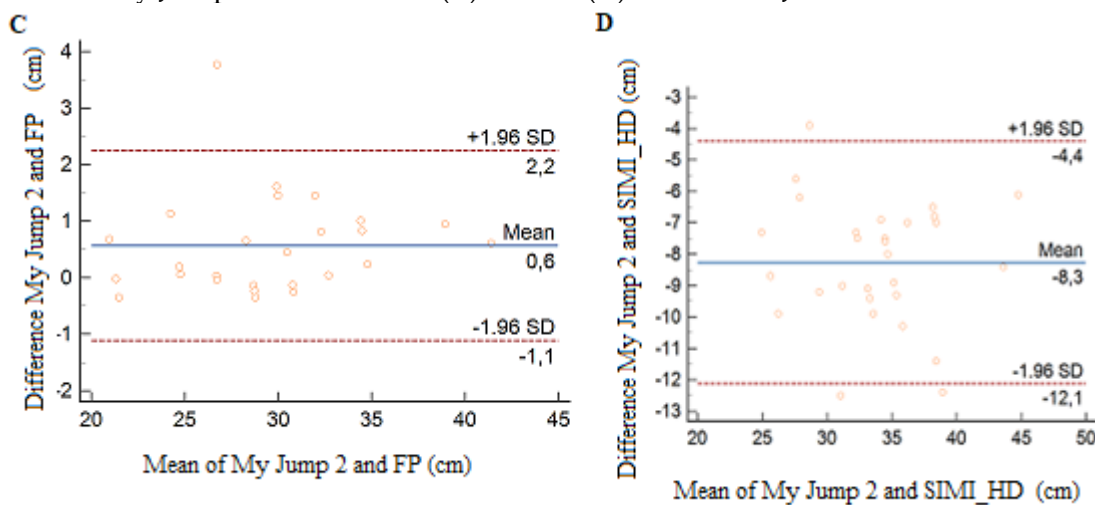 C
Difference My Jump 2 and FP (cm)
4
3
2
1
0
-1
-2
+1.96 SD
2,2
Mean
0,6
-1.96 SD
-1,1
20 25 30 35 40 45
Mean of My Jump 2 and FP (cm)
D
Difference My Jump 2 and SIMI_HD (cm)
-3
-4
-5
-6
-7
-8
-9
-10
-11
-12
-13
+1.96 SD
-4,4
Mean
-8,3
-1.96 SD
-12,1
20 25 30 35 40 45 50
Mean of My Jump 2 and SIMI_HD (cm)